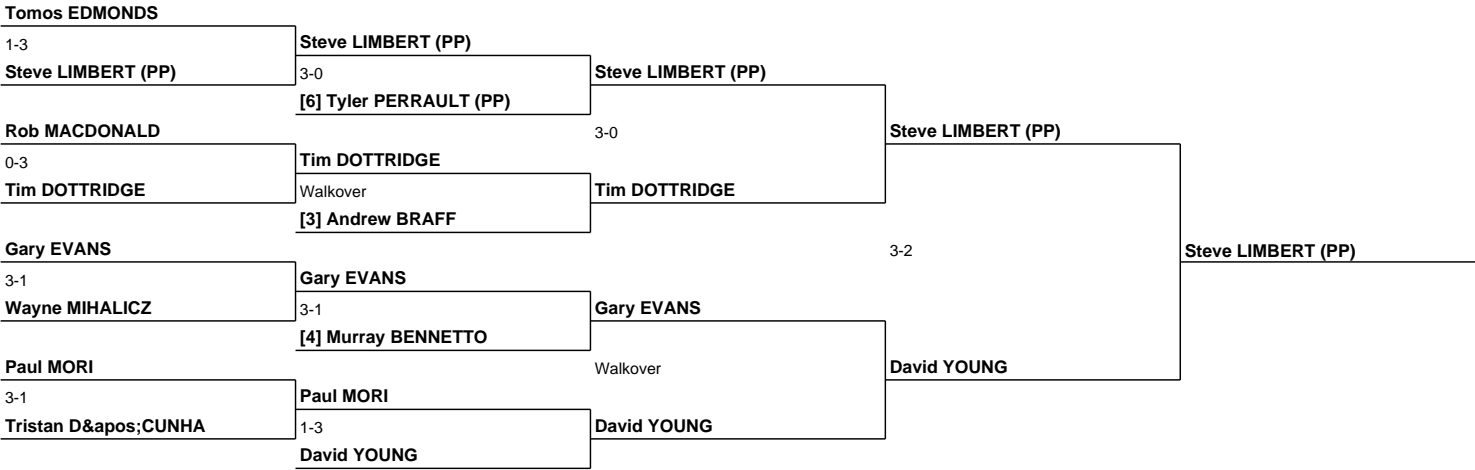 Tomos EDMONDS
1-3
Steve LIMBERT (PP)
Steve LIMBERT (PP)
3-0
[6] Tyler PERRAULT (PP)
Steve LIMBERT (PP)
Rob MACDONALD
0-3
Tim DOTTRIDGE
Tim DOTTRIDGE
Walkover
[3] Andrew BRAFF
3-0
Tim DOTTRIDGE
Steve LIMBERT (PP)
Gary EVANS
3-1
Wayne MIHALICZ
Gary EVANS
3-1
[4] Murray BENNETTO
Gary EVANS
3-2
Steve LIMBERT (PP)
Paul MORI
3-1
Tristan D&apos;CUNHA
Paul MORI
1-3
David YOUNG
Walkover
David YOUNG
David YOUNG